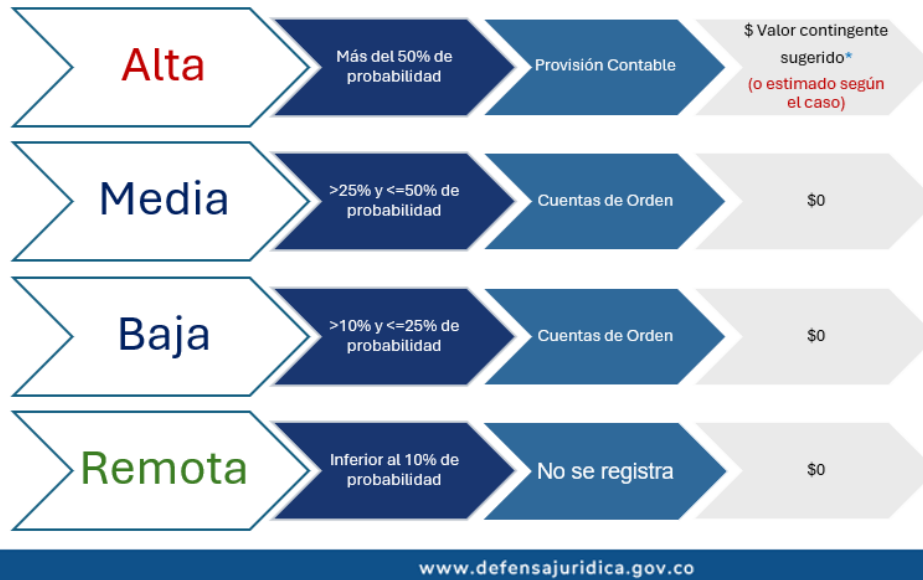 Alta
Más del 50% de
probabilidad
Provisión Contable
$ Valor contingente
sugerido*
(o estimado según
el caso)
Media
>25% y <=50% de
probabilidad
Cuentas de Orden
$0
Baja
>10% y <=25% de
probabilidad
Cuentas de Orden
$0
Remota
Inferior al 10% de
probabilidad
No se registra
$0
www.defensajuridica.gov.co